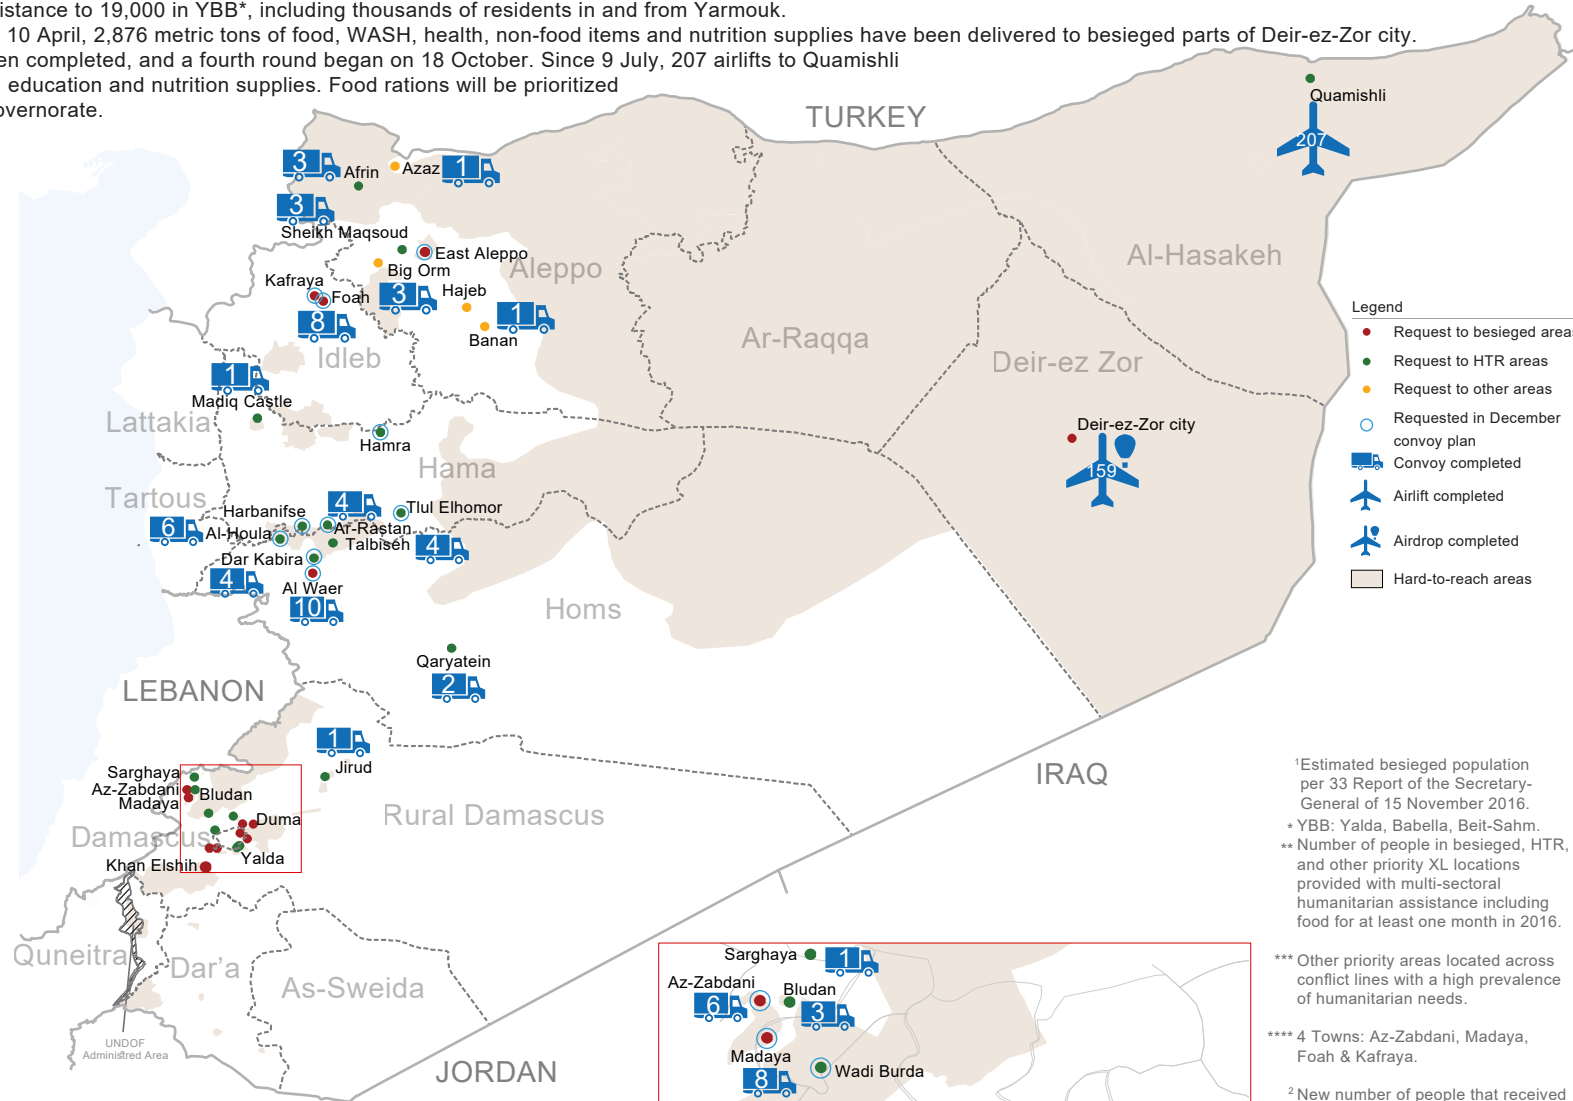 istance to 19,000 in YBB*, including thousands of residents in and from Yarmouk.
10 April, 2,876 metric tons of food, WASH, health, non-food items and nutrition supplies have been delivered to besieged parts of Deir-ez-Zor city.
en completed, and a fourth round began on 18 October. Since 9 July, 207 airlifts to Quamishli
education and nutrition supplies. Food rations will be prioritized
overnorate.
TURKEY
Quamishli
207
3
Afrin
Azaz
1
3
Sheikh Maqsoud
East Aleppo
Big Orm
Aleppo
Al-Hasakeh
Kafraya
Foah
3
Hajeb
1
8
Banan
Idleb
Ar-Raqqa
Deir-ez Zor
1
Madiq Castle
Lattakia
Hamra
Hama
Deir-ez-Zor city
159
Tartous
4
Tlul Elhomor
Harbanifse
6
Al-Houla
Ar-Rastan
Talbiseh
4
Dar Kabira
4
Al Waer
10
Homs
Qaryatein
2
LEBANON
1
Jirud
IRAQ
Sarghaya
Az-Zabdani
Bludan
Madaya
Duma
Damascus
Yalda
Khan Elshih
Rural Damascus
Quneitra
Dar'a
As-Sweida
UNDOF
Administred Area
JORDAN
Legend
Request to besieged areas
Request to HTR areas
Request to other areas
Requested in December
convoy plan
Convoy completed
Airlift completed
Airdrop completed
Hard-to-reach areas
Sarghaya
1
Az-Zabdani
6
Bludan
3
Madaya
8
Wadi Burda
1 Estimated besieged population
per 33 Report of the Secretary-
General of 15 November 2016.
* YBB: Yalda, Babella, Beit-Sahm.
** Number of people in besieged, HTR,
and other priority XL locations
provided with multi-sectoral
humanitarian assistance including
food for at least one month in 2016.
*** Other priority areas located across
conflict lines with a high prevalence
of humanitarian needs.
**** 4 Towns: Az-Zabdani, Madaya,
Foah & Kafraya.
2 New number of people that received